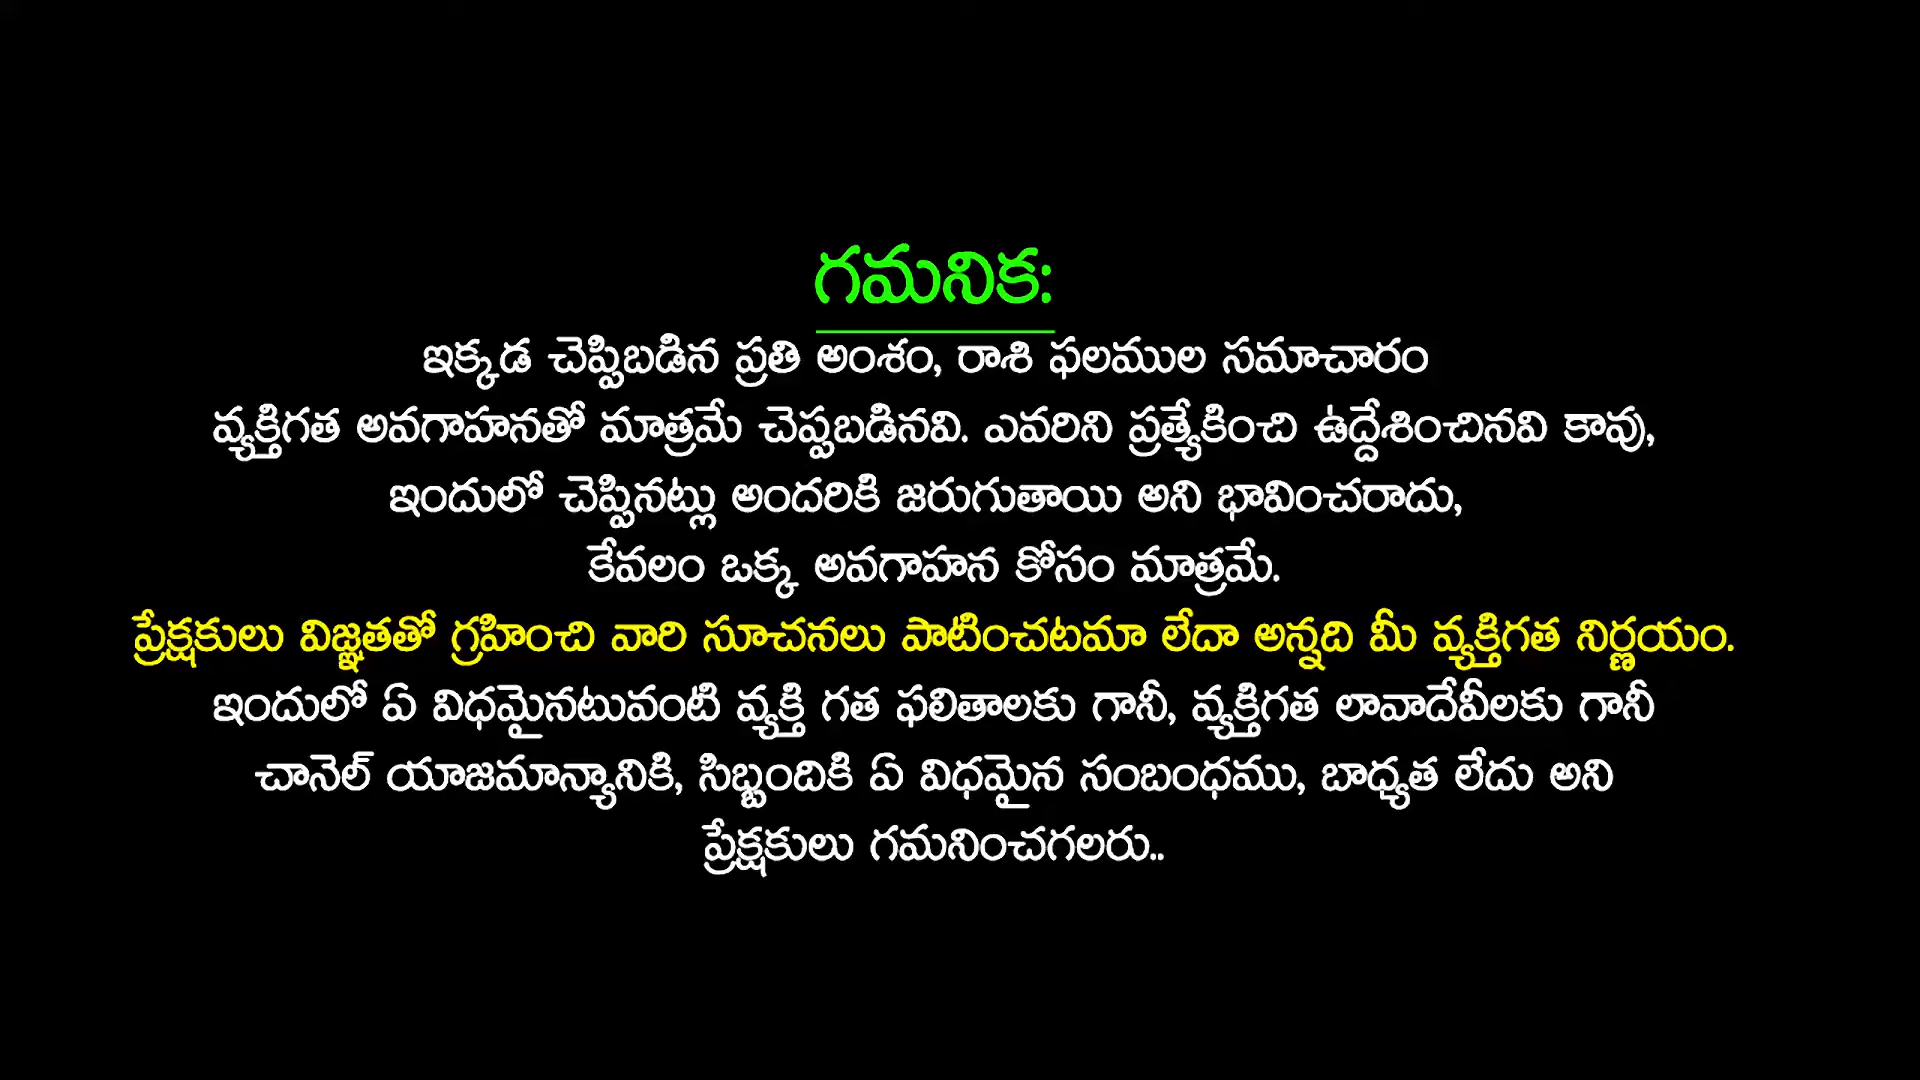 గమనిక:
ఇక్కడ చెప్పిబడిన ప్రతి అంశం, రాశి ఫలముల సమాచారం
వ్యక్తిగత అవగాహనతో మాత్రమే చెప్పబడినవి. ఎవరిని ప్రత్యేకించి ఉద్దేశించినవి కావు,
ఇందులో చెప్పినట్లు అందరికి జరుగుతాయి అని భావించరాదు,
కేవలం ఒక్క అవగాహన కోసం మాత్రమే.
ప్రేక్షకులు విజ్ఞతతో గ్రహించి వారి సూచనలు పాటించటమా లేదా అన్నది మీ వ్యక్తిగత నిర్ణయం.
ఇందులో ఏ విధమైనటువంటి వ్యక్తి గత ఫలితాలకు గానీ, వ్యక్తిగత లావాదేవీలకు గానీ
చానెల్ యాజమాన్యానికి, సిబ్బందికి ఏ విధమైన సంబంధము, బాధ్యత లేదు అని
ప్రేక్షకులు గమనించగలరు..